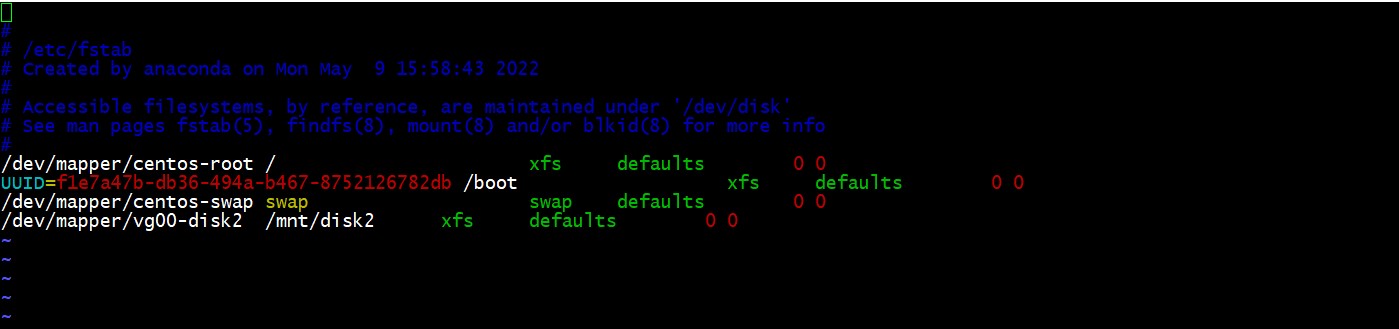 #
# /etc/fstab
# Created by anaconda on Mon May  9 15:58:43 2022
#
# Accessible filesystems, by reference, are maintained under '/dev/disk'
# See man pages fstab(5), findfs(8), mount(8) and/or blkid(8) for more info
#
/dev/mapper/centos-root /                       xfs     defaults        0 0
UUID=f1e7a47b-db36-494a-b467-8752126782db /boot                   xfs     defaults        0 0
/dev/mapper/centos-swap swap                    swap    defaults        0 0
/dev/mapper/vg00-disk2  /mnt/disk2      xfs     defaults        0 0
~
~
~
~
~